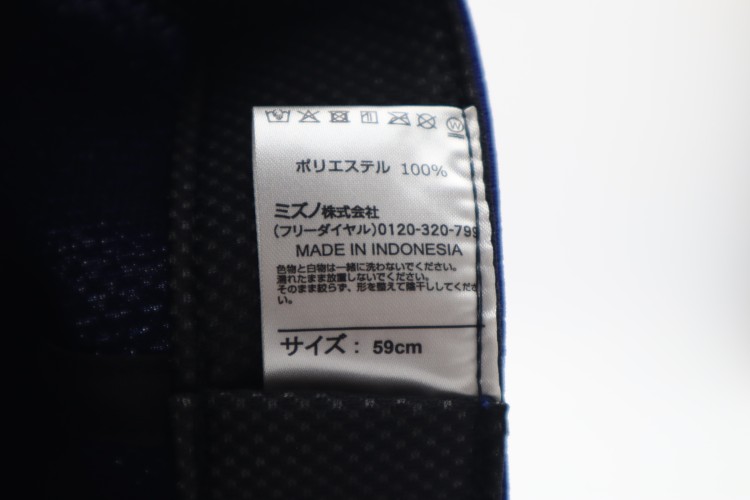 ポリエステル 100%
ミズノ株式会社
(フリーダイヤル)0120-320-799
MADE IN INDONESIA
色物と白物は一緒に洗わないでください。
濡れたまま放置しないでください。
そのまま絞らず、形を整えて陰干ししてくださ
い。
サイズ : 59cm